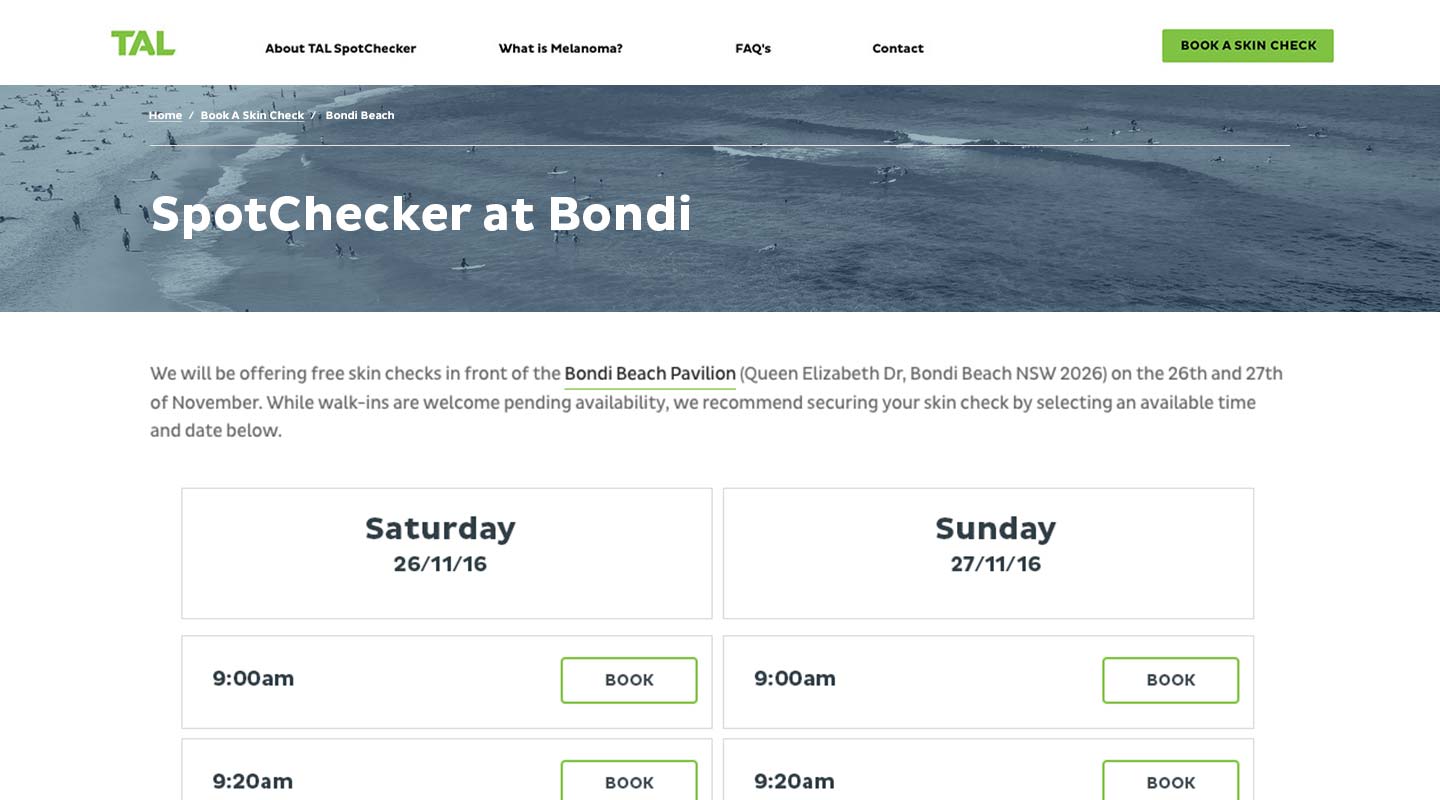 TAL
About TAL SpotChecker
What is Melanoma?
FAQ's
Contact
BOOK A SKIN CHECK
Home / Book A Skin Check / Bondi Beach
SpotChecker at Bondi
We will be offering free skin checks in front of the Bondi Beach Pavilion (Queen Elizabeth Dr, Bondi Beach NSW 2026) on the 26th and 27th
of November. While walk-ins are welcome pending availability, we recommend securing your skin check by selecting an available time
and date below.
Saturday
26/11/16
Sunday
27/11/16
9:00am
BOOK
9:00am
BOOK
9:20am
BOOK
9:20am
BOOK